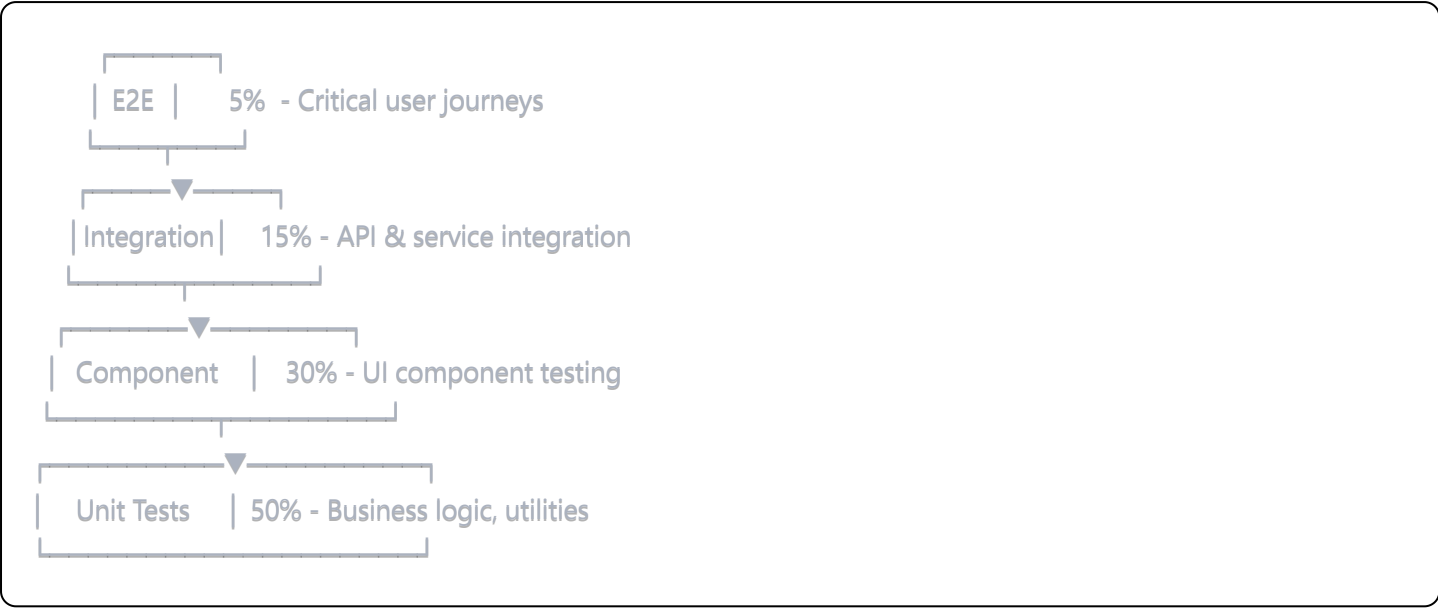 E2E 5% - Critical user journeys
Integration 15% - API & service integration
Component 30% - UI component testing
Unit Tests 50% - Business logic, utilities